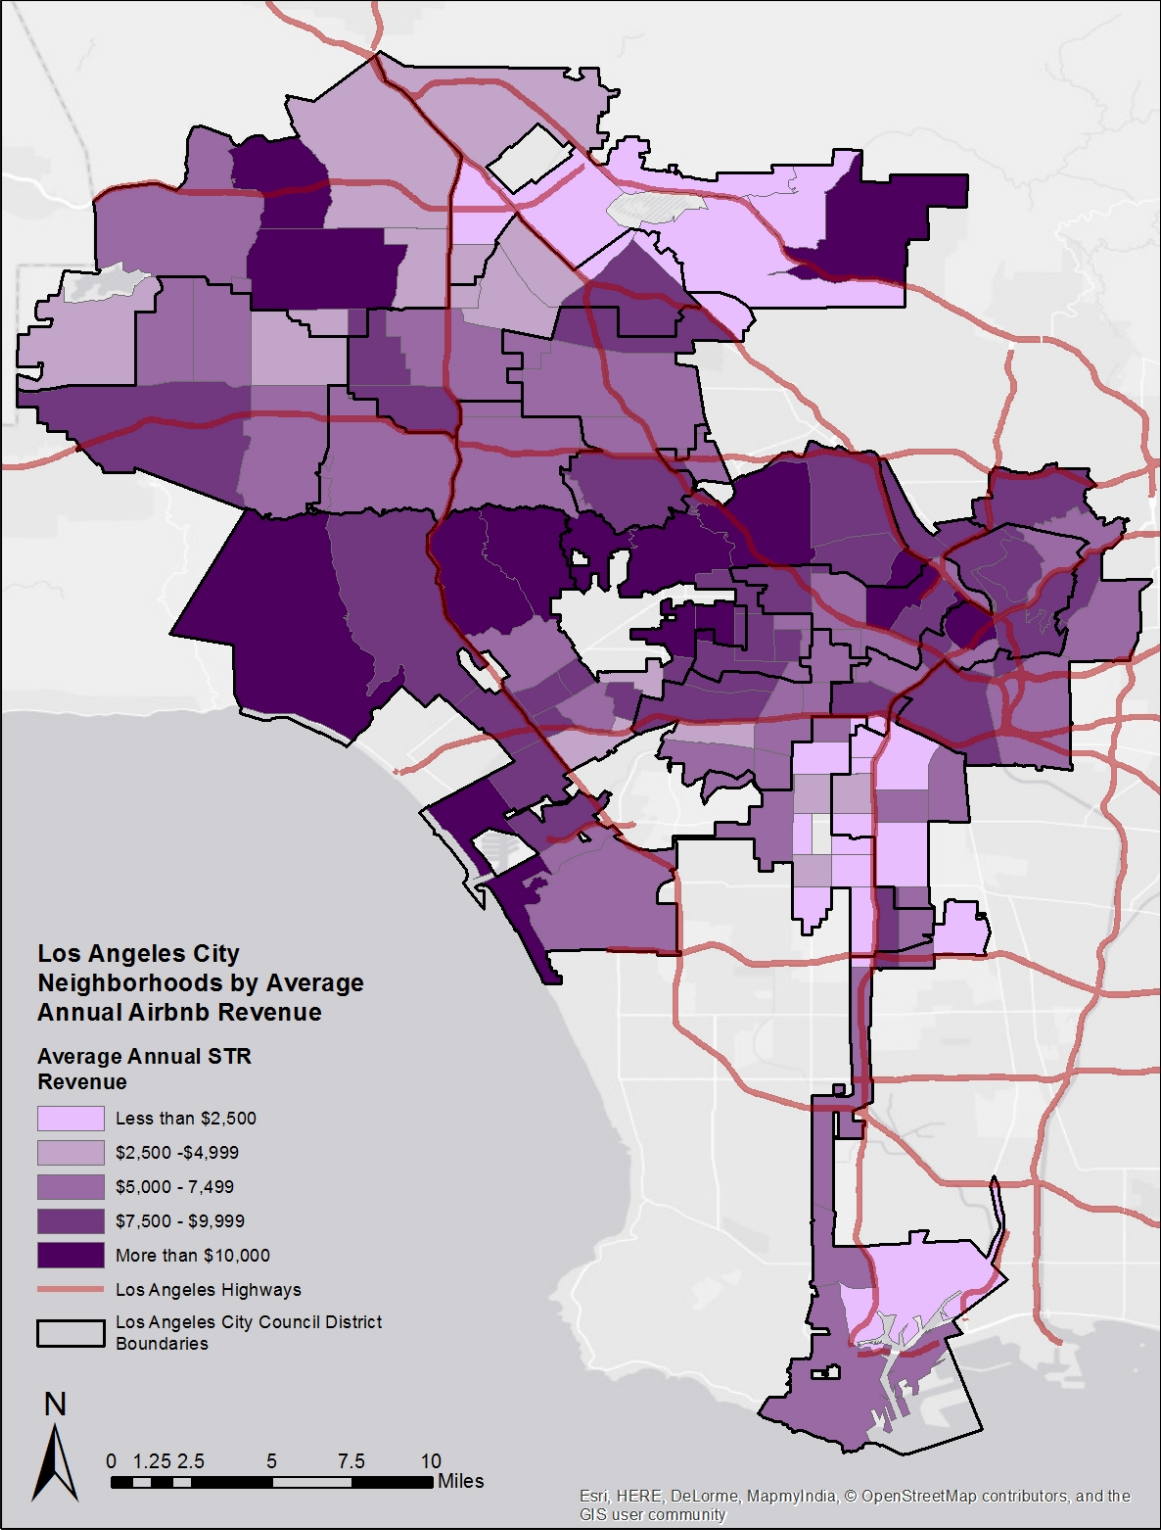 Los Angeles City
Neighborhoods by Average
Annual Airbnb Revenue
Average Annual STR
Revenue
Less than $2,500
$2,500 -$4,999
$5,000 - 7,499
$7,500 - $9,999
More than $10,000
Los Angeles Highways
Los Angeles City Council District
Boundaries
N
0 1.25 2.5 5 7.5 10
Miles
Esri, HERE, DeLorme, MapmyIndia, © OpenStreetMap contributors, and the
GIS user community